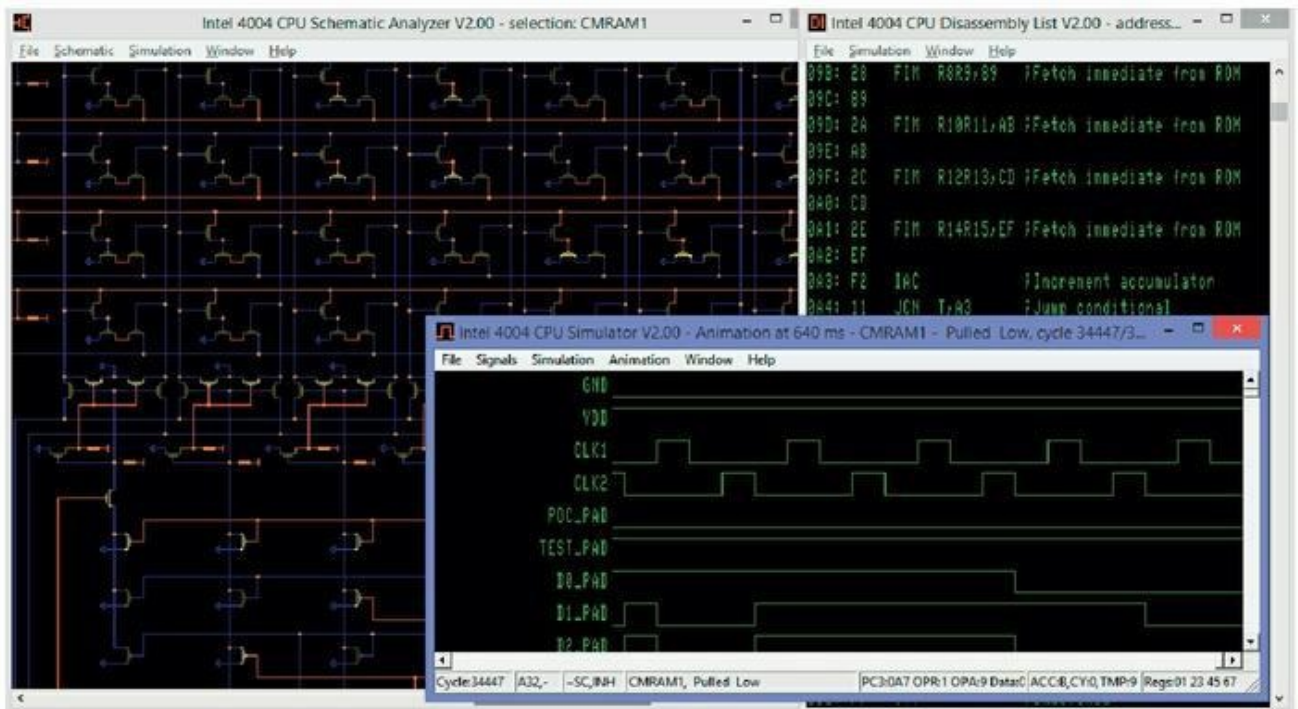 Intel 4004 CPU Schematic Analyzer V2.00 - selection: CMRAM1
File Schematic Simulation Window Help
Intel 4004 CPU Disassembly List V2.00 - address...
File Simulation Window Help
09B: 28 FIM R8R9,89 ;Fetch immediate from ROM
09C: 89
09D: 2A FIM R10R11,AB ;Fetch immediate from ROM
09E: AB
09F: 2C FIM R12R13,CD ;Fetch immediate from ROM
0A0: CD
0A1: 2E FIM R14R15,EF ;Fetch immediate from ROM
0A2: EF
0A3: F2 IAC ;Increment accumulator
0A4: 11 JCN T,A3 ;Jump conditional
Intel 4004 CPU Simulator V2.00 - Animation at 640 ms - CMRAM1 - Pulled Low, cycle 34447/3...
File Signals Simulation Animation Window Help
GND
VDD
CLK1
CLK2
POC_PAD
TEST_PAD
D0_PAD
D1_PAD
D2_PAD
Cycle:34447 A32,- ~SC,INH CMRAM1, Pulled Low PC3:0A7 OPR:1 OPA:9 Data:C ACC:B,CY:0,TMP:9 Regs:01 23 45 67